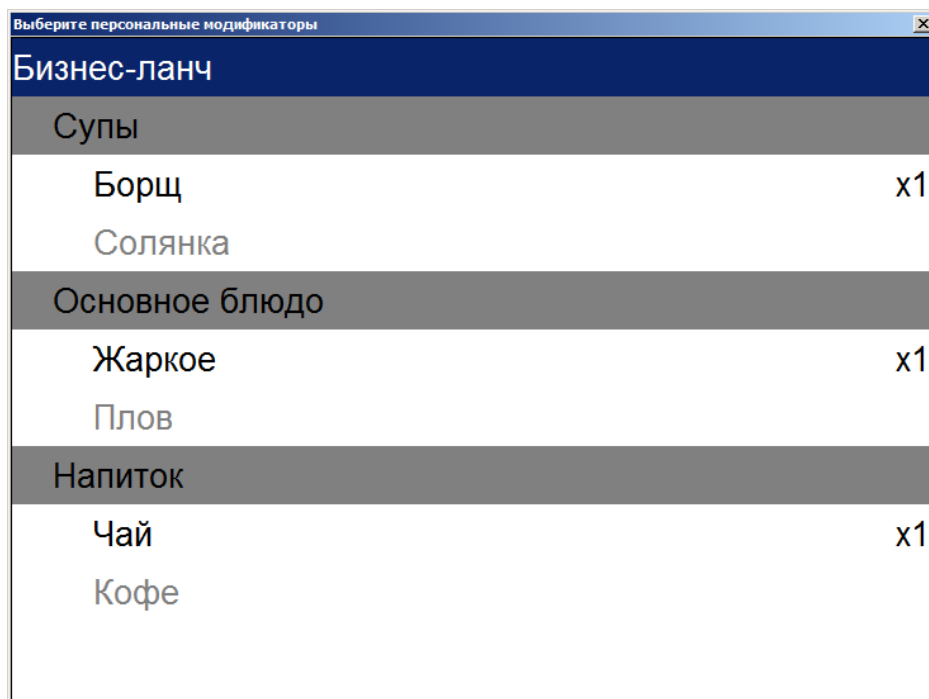 Выберите персональные модификаторы
Бизнес-ланч
Супы
Борщ x1
Солянка
Основное блюдо
Жаркое x1
Плов
Напиток
Чай x1
Кофе